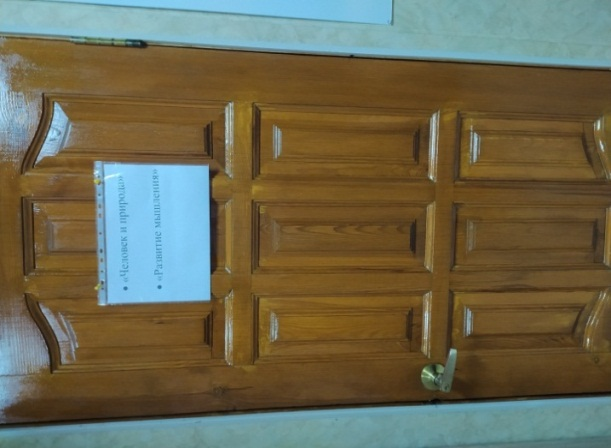 • «Человек и природа»
• «Развитие мышления»